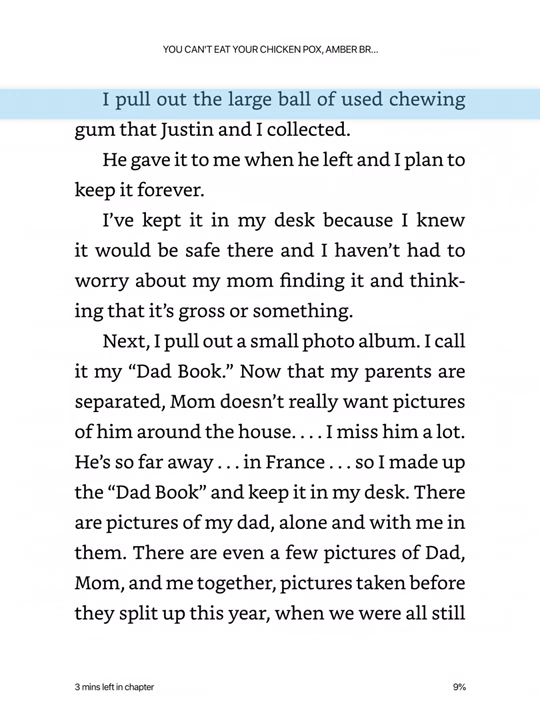 YOU CAN'T EAT YOUR CHICKEN POX, AMBER BR...
I pull out the large ball of used chewing
gum that Justin and I collected.
He gave it to me when he left and I plan to
keep it forever.
I’ve kept it in my desk because I knew
it would be safe there and I haven’t had to
worry about my mom finding it and think-
ing that it’s gross or something.
Next, I pull out a small photo album. I call
it my “Dad Book.” Now that my parents are
separated, Mom doesn’t really want pictures
of him around the house. . . . I miss him a lot.
He’s so far away . . . in France . . . so I made up
the “Dad Book” and keep it in my desk. There
are pictures of my dad, alone and with me in
them. There are even a few pictures of Dad,
Mom, and me together, pictures taken before
they split up this year, when we were all still
3 mins left in chapter
9%